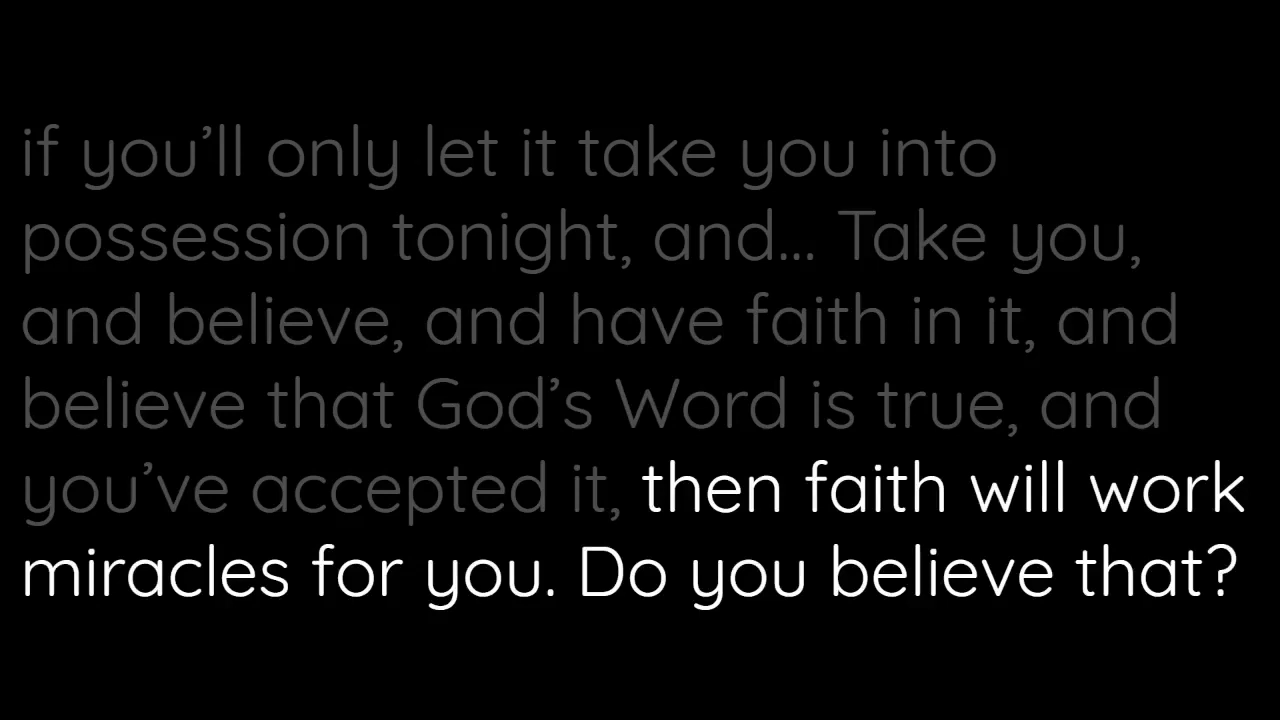 if you’ll only let it take you into
possession tonight, and... Take you,
and believe, and have faith in it, and
believe that God’s Word is true, and
you’ve accepted it, then faith will work
miracles for you. Do you believe that?